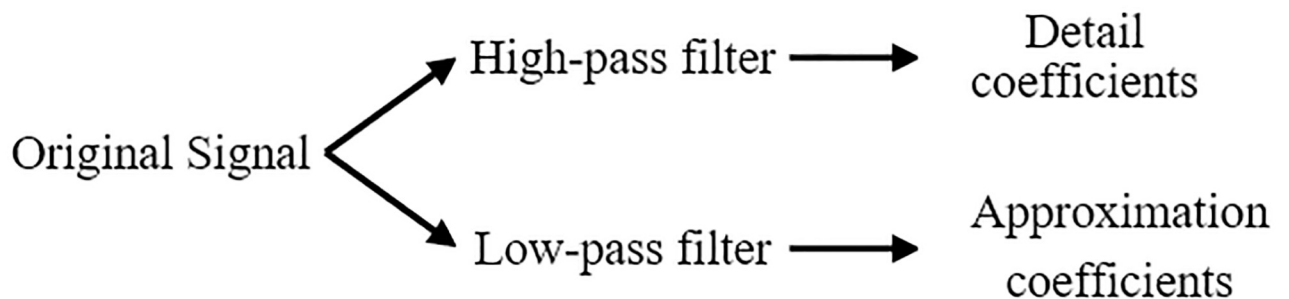 Original Signal
High-pass filter
Detail
coefficients
Low-pass filter
Approximation
coefficients